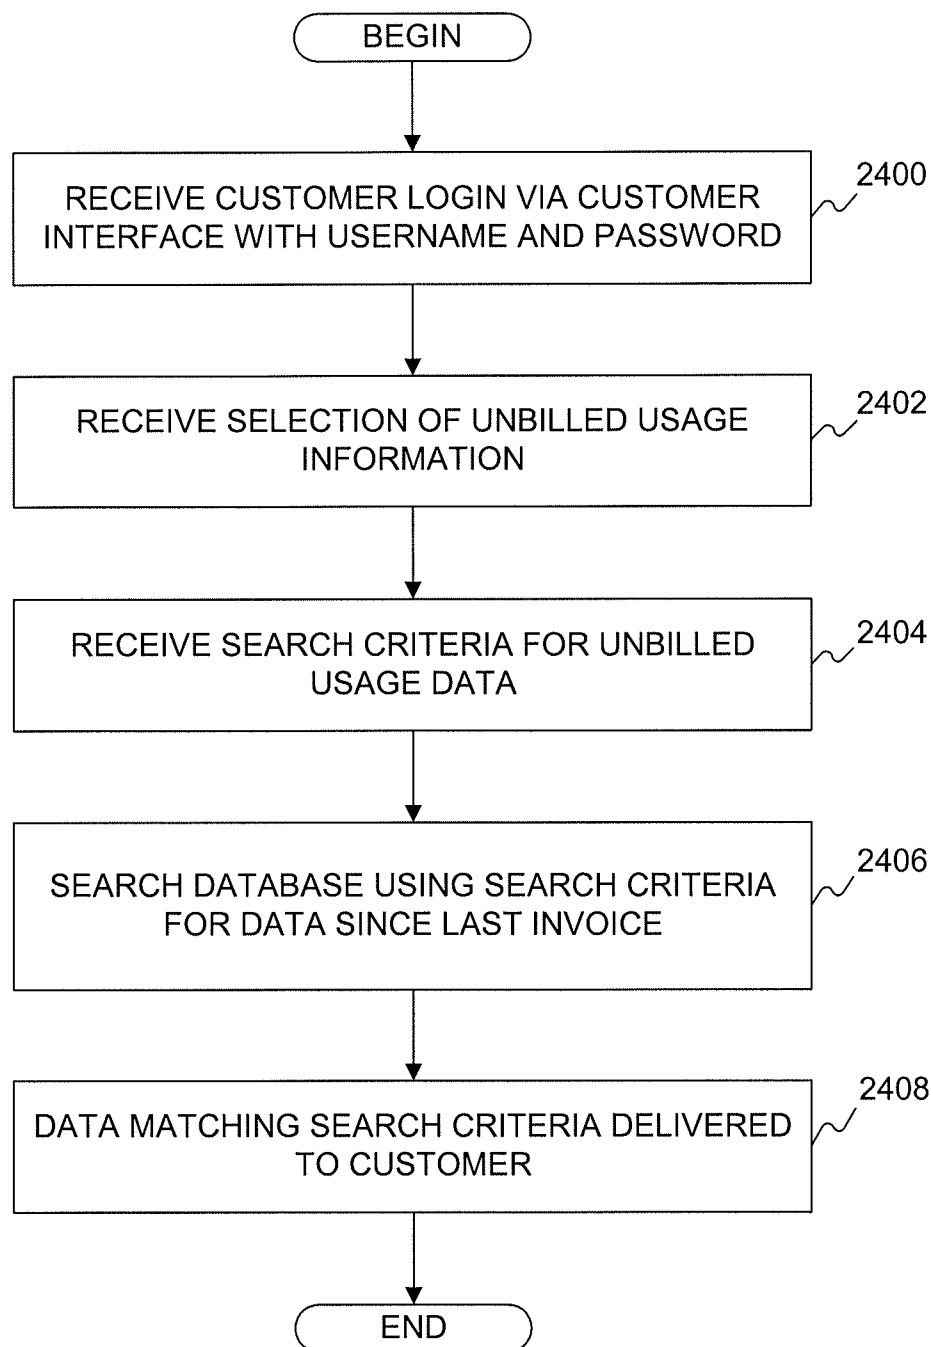 BEGIN
2400
RECEIVE CUSTOMER LOGIN VIA CUSTOMER
INTERFACE WITH USERNAME AND PASSWORD
2402
RECEIVE SELECTION OF UNBILLED USAGE
INFORMATION
2404
RECEIVE SEARCH CRITERIA FOR UNBILLED
USAGE DATA
2406
SEARCH DATABASE USING SEARCH CRITERIA
FOR DATA SINCE LAST INVOICE
2408
DATA MATCHING SEARCH CRITERIA DELIVERED
TO CUSTOMER
END